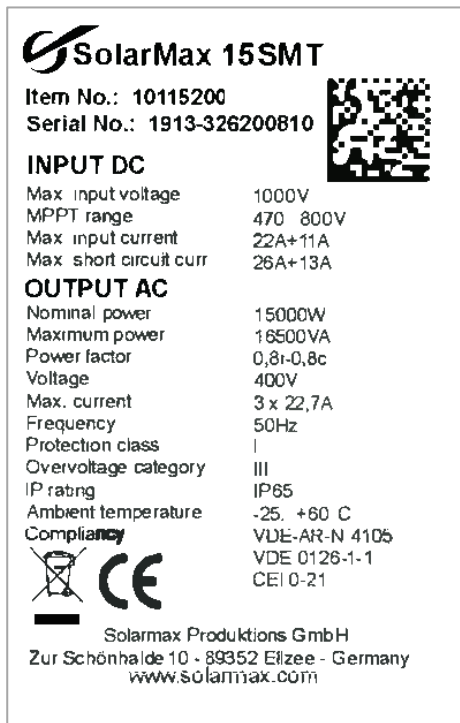 SolarMax 15SMT
Item No.: 10115200
Serial No.: 1913-326200810
INPUT DC
Max input voltage 1000V
MPPT range 470 800V
Max input current 22A+11A
Max short circuit curr 26A+13A
OUTPUT AC
Nominal power 15000W
Maximum power 16500VA
Power factor 0,8i-0,8c
Voltage 400V
Max. current 3 x 22,7A
Frequency 50Hz
Protection class I
Overvoltage category III
IP rating IP65
Ambient temperature -25. +60 C
Compliancy VDE-AR-N 4105
VDE 0126-1-1
CEI 0-21
CE
Solarmax Produktions GmbH
Zur Schönhalde 10 - 89352 Ellzee - Germany
www.solarmax.com